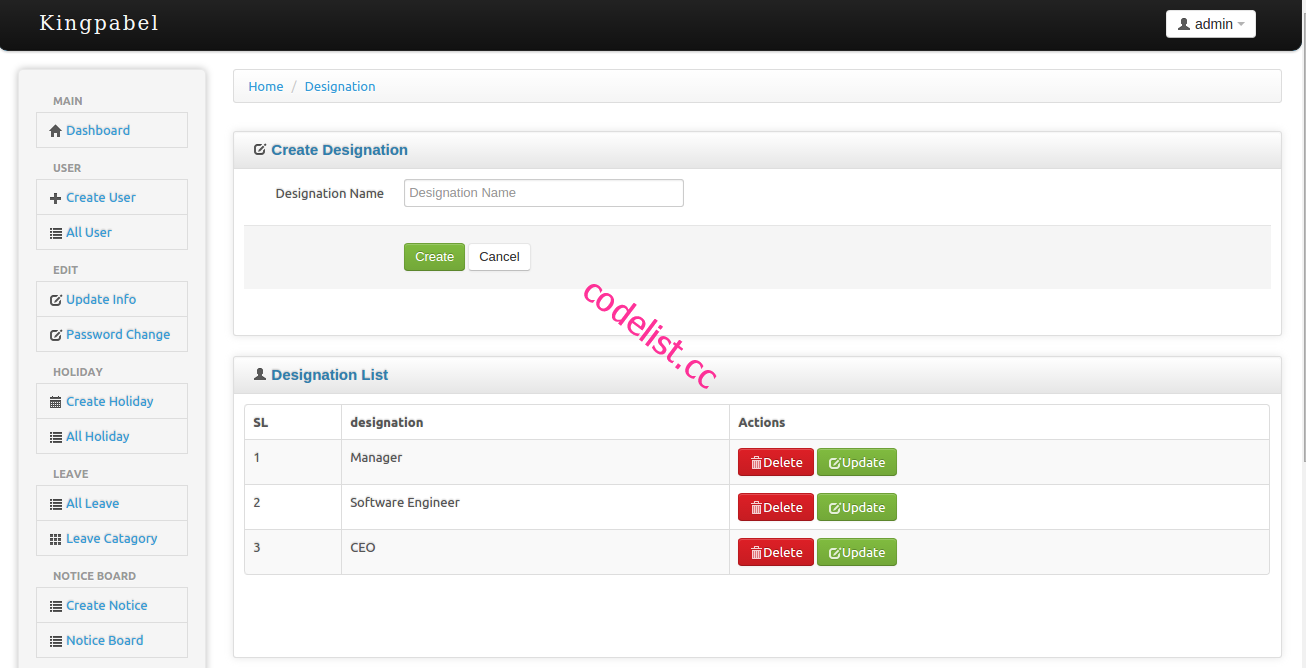 Kingpabel
admin
MAIN
Dashboard
USER
Create User
All User
EDIT
Update Info
Password Change
HOLIDAY
Create Holiday
All Holiday
LEAVE
All Leave
Leave Catagory
NOTICE BOARD
Create Notice
Notice Board
Home / Designation
Create Designation
Designation Name Designation Name
Create Cancel
codelist.cc
Designation List
SL designation Actions
1 Manager Delete Update
2 Software Engineer Delete Update
3 CEO Delete Update